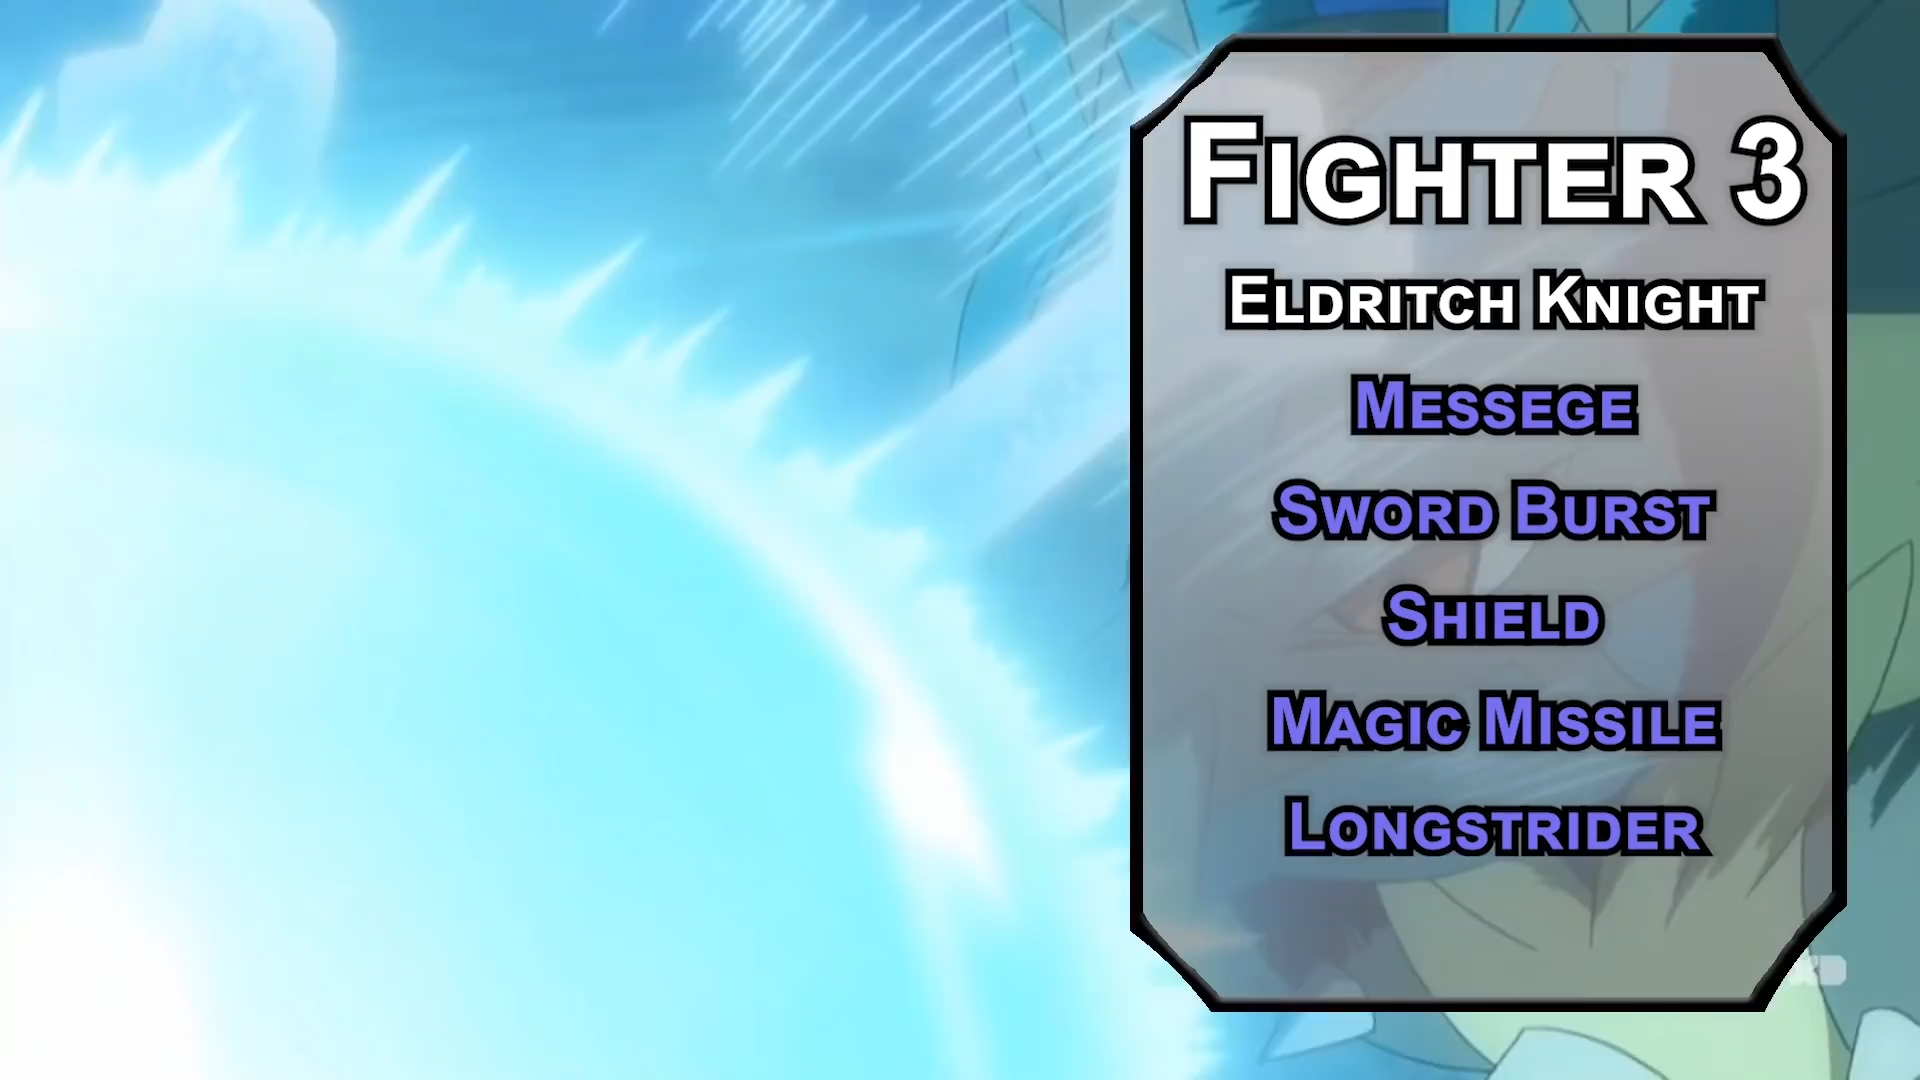 Fighter 3
Eldritch Knight
Messege
Sword Burst
Shield
Magic Missile
Longstrider